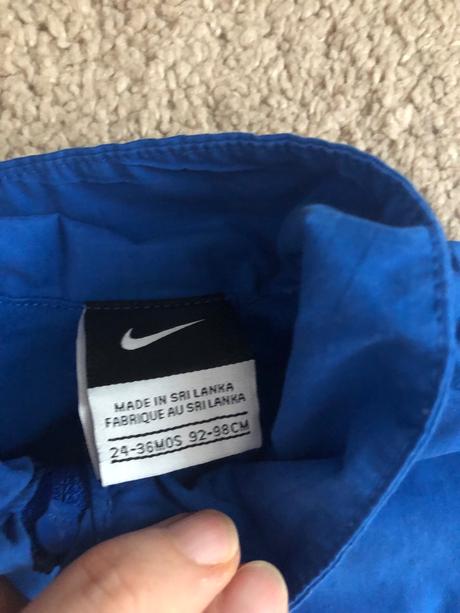 MADE IN SRI LANKA
FABRIQUE AU SRI LANKA
24-36MOS 92-98CM